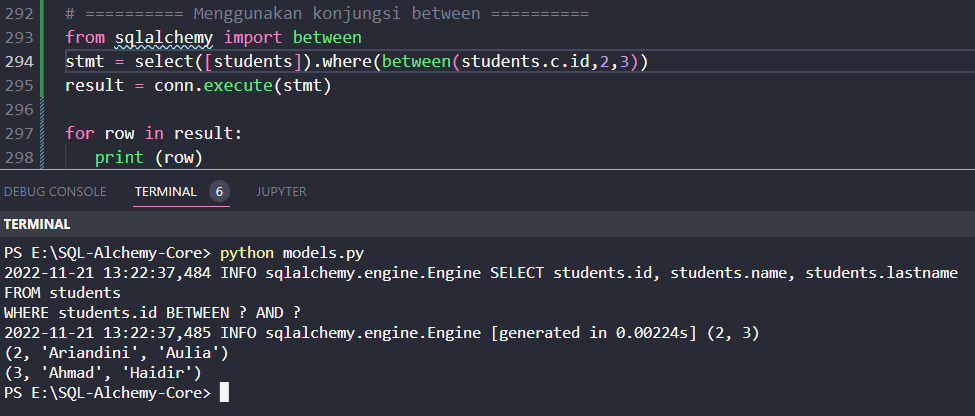 292 # ========== Menggunakan konjungsi between ==========
293 from sqlalchemy import between
294 stmt = select([students]).where(between(students.c.id,2,3))
295 result = conn.execute(stmt)
296
297 for row in result:
298    print (row)
DEBUG CONSOLE TERMINAL 6 JUPYTER
TERMINAL
PS E:\SQL-Alchemy-Core> python models.py
2022-11-21 13:22:37,484 INFO sqlalchemy.engine.Engine SELECT students.id, students.name, students.lastname
FROM students
WHERE students.id BETWEEN ? AND ?
2022-11-21 13:22:37,485 INFO sqlalchemy.engine.Engine [generated in 0.00224s] (2, 3)
(2, 'Ariandini', 'Aulia')
(3, 'Ahmad', 'Haidir')
PS E:\SQL-Alchemy-Core>